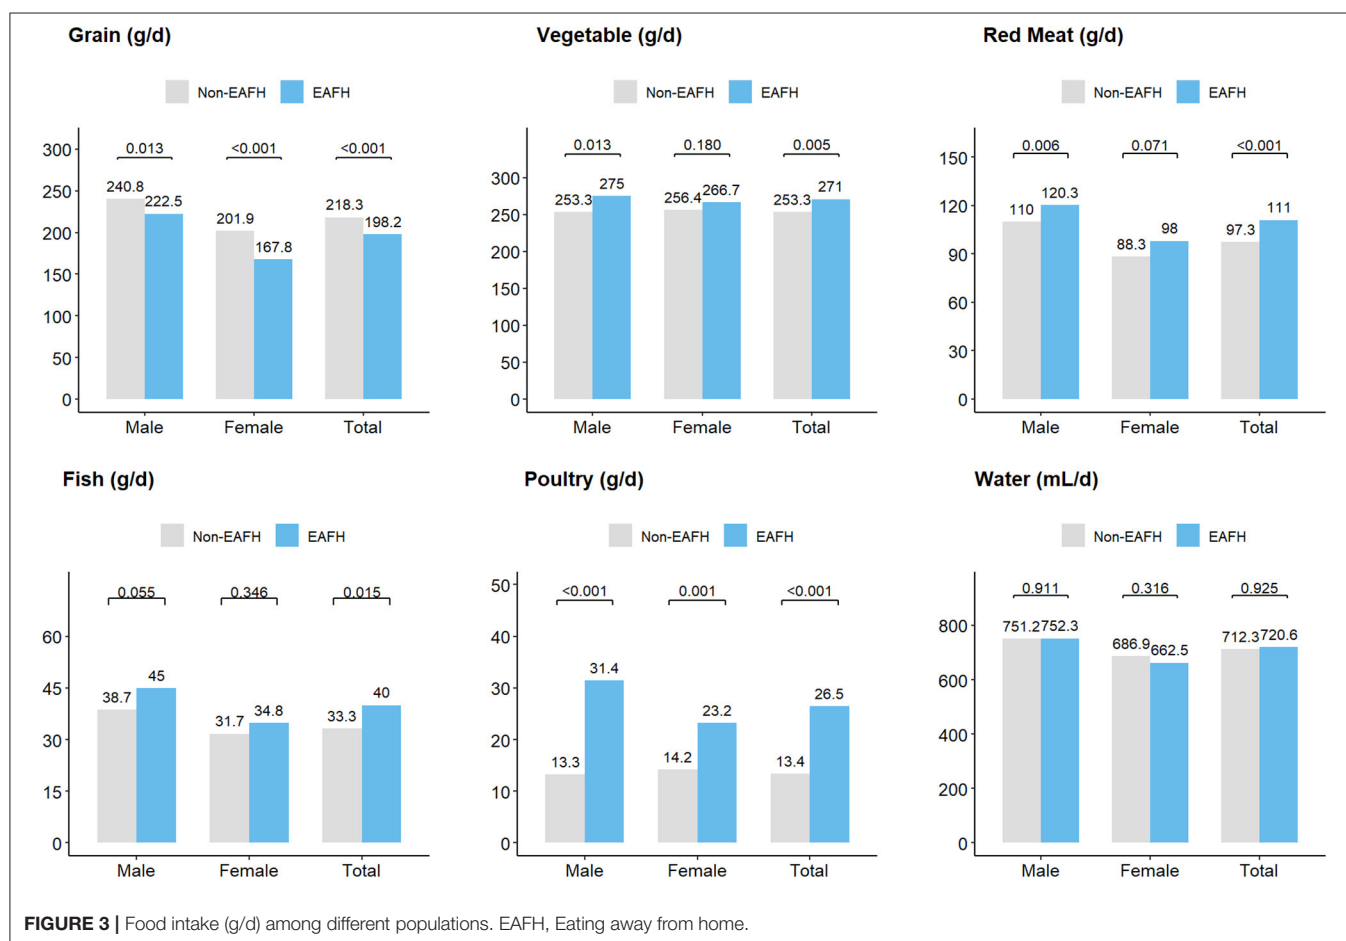 Grain (g/d)
Non-EAFH EAFH
300
250
200
150
100
50
0
0.013 <0.001 <0.001
240.8 222.5 201.9 167.8 218.3 198.2
Male Female Total
Vegetable (g/d)
Non-EAFH EAFH
300
250
200
150
100
50
0
0.013 0.180 0.005
253.3 275 256.4 266.7 253.3 271
Male Female Total
Red Meat (g/d)
Non-EAFH EAFH
150
120
90
60
30
0
0.006 0.071 <0.001
110 120.3 88.3 98 97.3 111
Male Female Total
Fish (g/d)
Non-EAFH EAFH
60
45
30
15
0
0.055 0.346 0.015
38.7 45 31.7 34.8 33.3 40
Male Female Total
Poultry (g/d)
Non-EAFH EAFH
50
40
30
20
10
0
<0.001 0.001 <0.001
13.3 31.4 14.2 23.2 13.4 26.5
Male Female Total
Water (mL/d)
Non-EAFH EAFH
800
600
400
200
0
0.911 0.316 0.925
751.2 752.3 686.9 662.5 712.3 720.6
Male Female Total
FIGURE 3 | Food intake (g/d) among different populations. EAFH, Eating away from home.